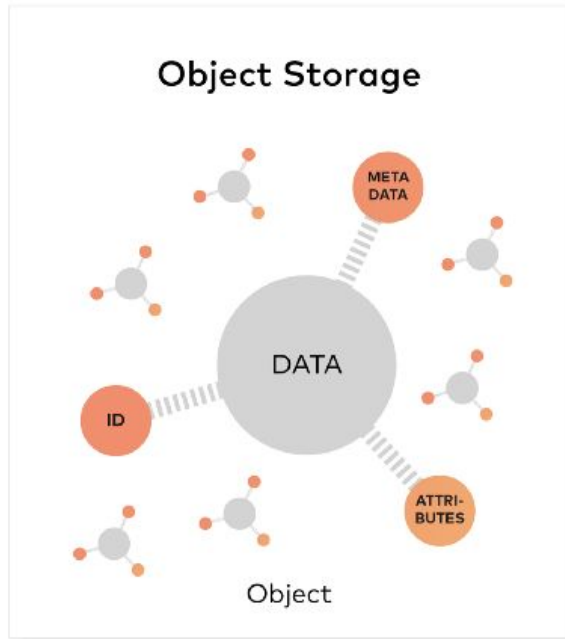 Object Storage
META
DATA
DATA
ID
ATTRI-
BUTES
Object